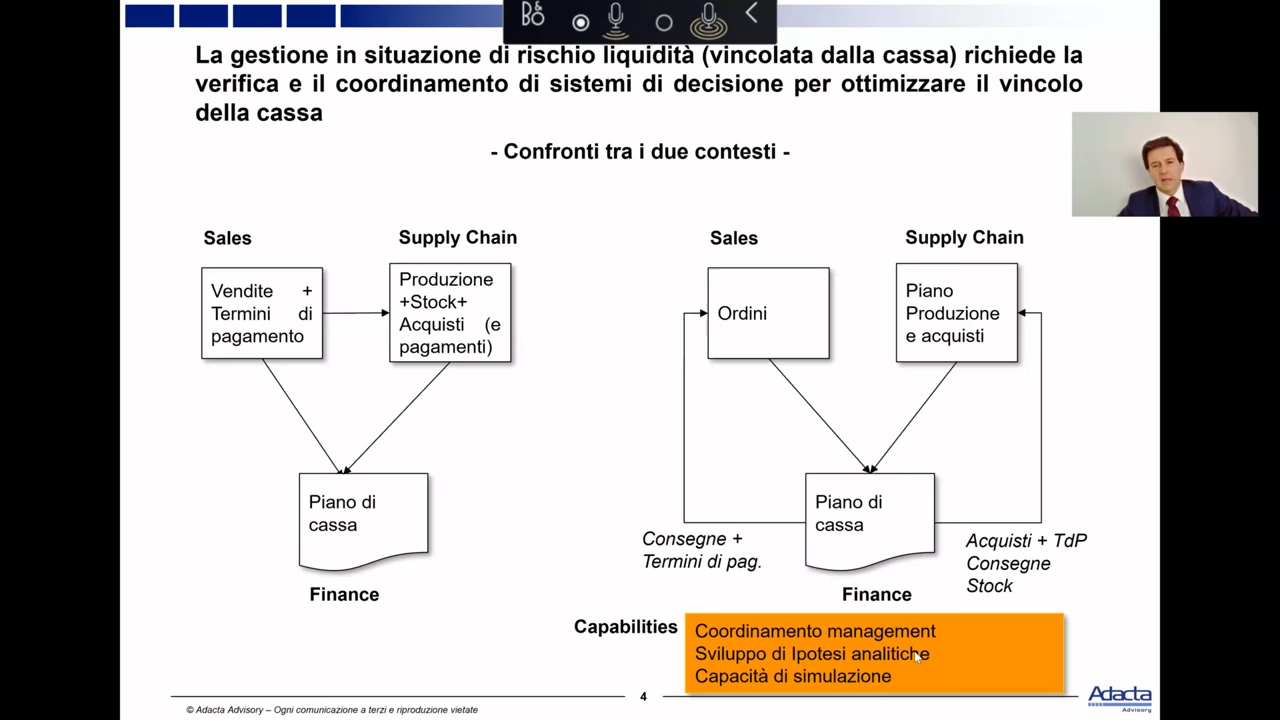 B&O
La gestione in situazione di rischio liquidità (vincolata dalla cassa) richiede la
verifica e il coordinamento di sistemi di decisione per ottimizzare il vincolo
della cassa
- Confronti tra i due contesti -
Sales
Supply Chain
Vendite +
Termini di
pagamento
Produzione
+Stock+
Acquisti (e
pagamenti)
Piano di
cassa
Finance
Sales
Supply Chain
Ordini
Piano
Produzione
e acquisti
Piano di
cassa
Consegne +
Termini di pag.
Acquisti + TdP
Consegne
Stock
Finance
Capabilities
Coordinamento management
Sviluppo di Ipotesi analitiche
Capacità di simulazione
4
© Adacta Advisory – Ogni comunicazione a terzi e riproduzione vietate
Adacta
Advisory